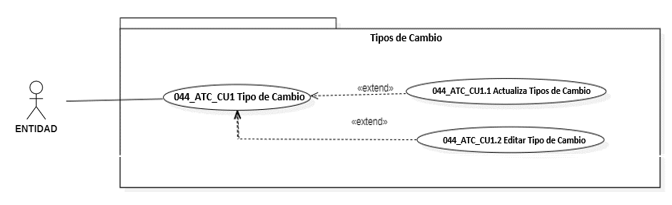 Tipos de Cambio
044_ATC_CU1 Tipo de Cambio
«extend»
044_ATC_CU1.1 Actualiza Tipos de Cambio
«extend»
044_ATC_CU1.2 Editar Tipo de Cambio
ENTIDAD